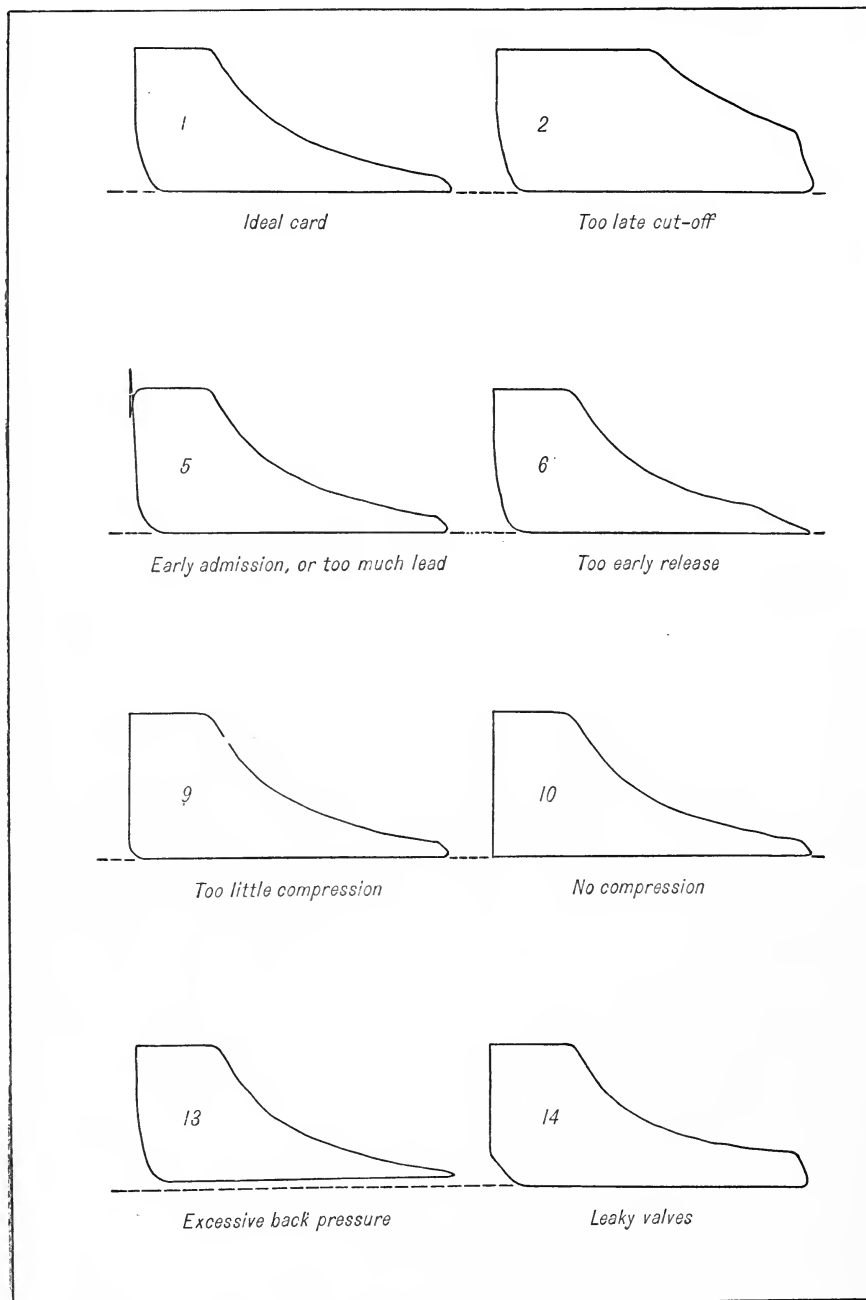 1
2
Ideal card
Too late cut-off
5
6
Early admission, or too much lead
Too early release
9
10
Too little compression
No compression
13
14
Excessive back pressure
Leaky valves